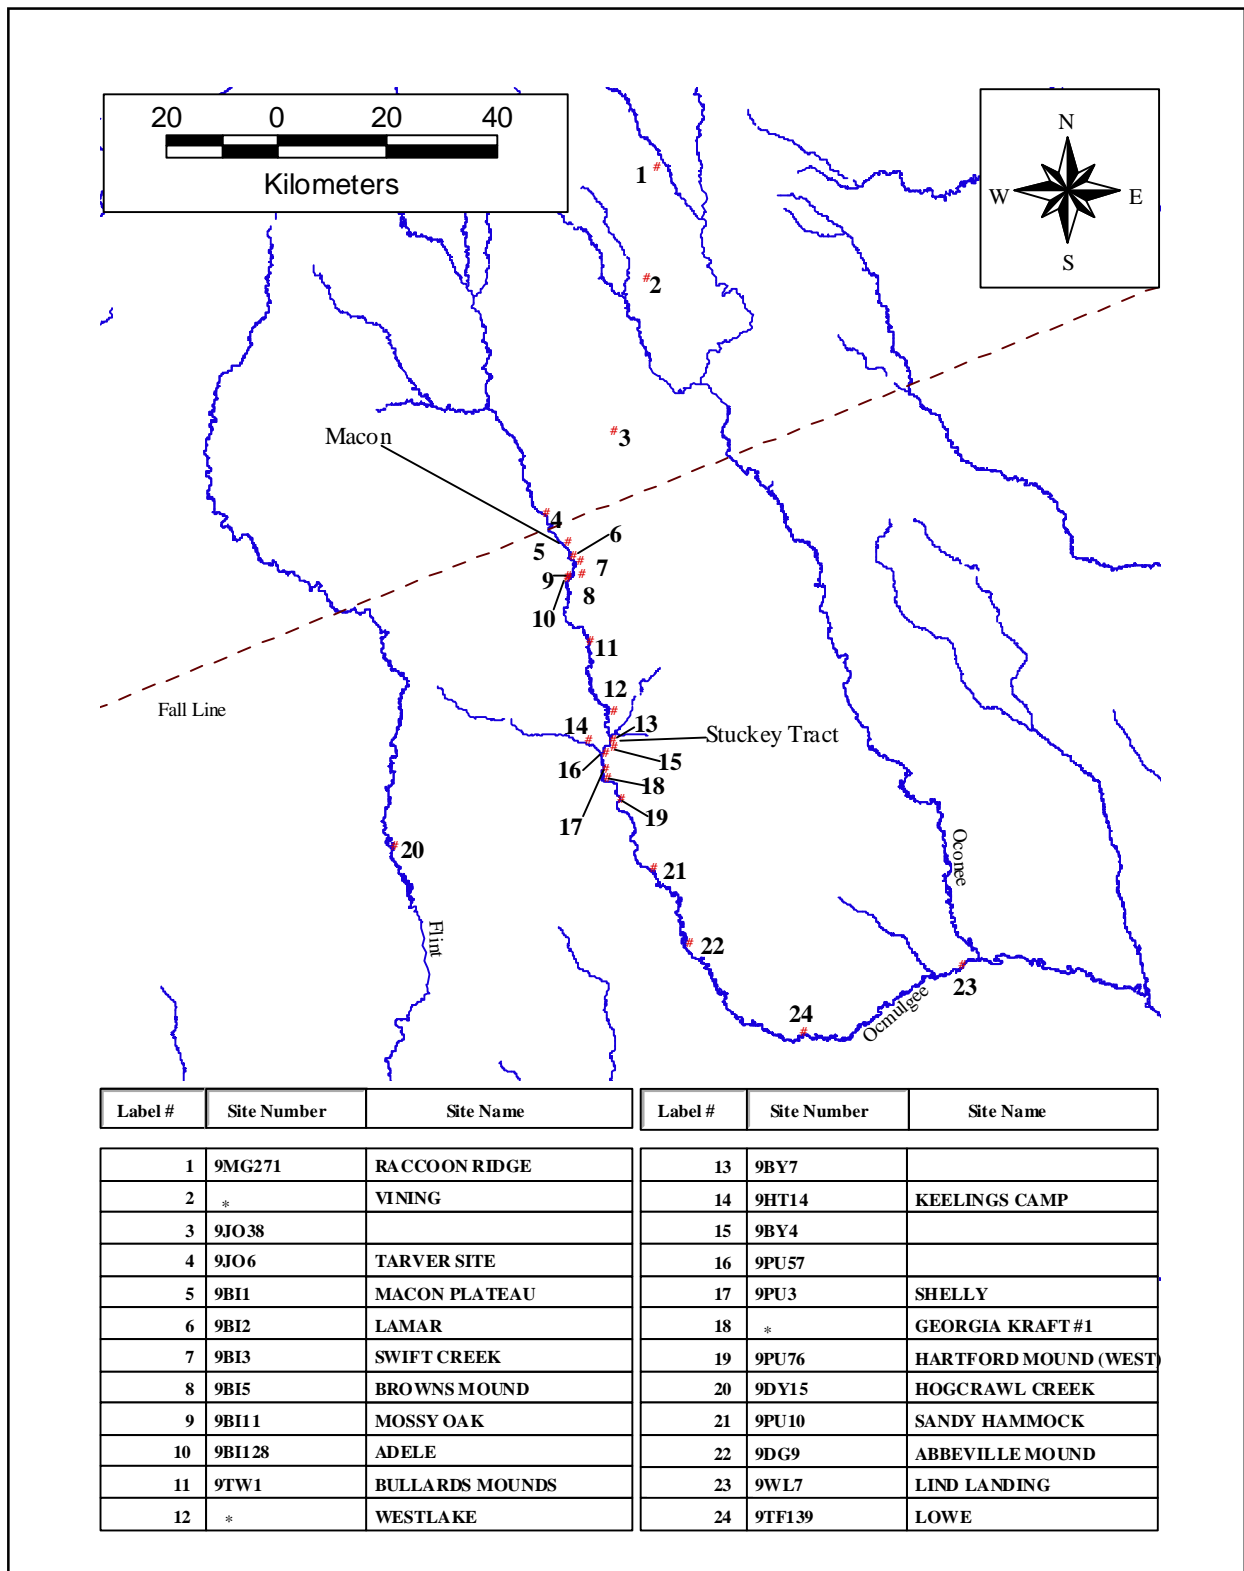 20 0 20 40
Kilometers
N
W E
S
1
2
3
Macon
4
5
6
7
8
9
10
11
12
13
14
Stuckey Tract
15
16
17
18
19
Fall Line
20
21
22
23
24
Flint
Oconee
Ocmulgee
Label # Site Number Site Name
1 9MG271 RACCOON RIDGE
2 * VINING
3 9JO38
4 9JO6 TARVER SITE
5 9BI1 MACON PLATEAU
6 9BI2 LAMAR
7 9BI3 SWIFT CREEK
8 9BI5 BROWNS MOUND
9 9BI11 MOSSY OAK
10 9BI128 ADELE
11 9TW1 BULLARDS MOUNDS
12 * WESTLAKE
Label # Site Number Site Name
13 9BY7
14 9HT14 KEELINGS CAMP
15 9BY4
16 9PU57
17 9PU3 SHELLY
18 * GEORGIA KRAFT #1
19 9PU76 HARTFORD MOUND (WEST)
20 9DY15 HOGCRAWL CREEK
21 9PU10 SANDY HAMMOCK
22 9DG9 ABBEVILLE MOUND
23 9WL7 LIND LANDING
24 9TF139 LOWE